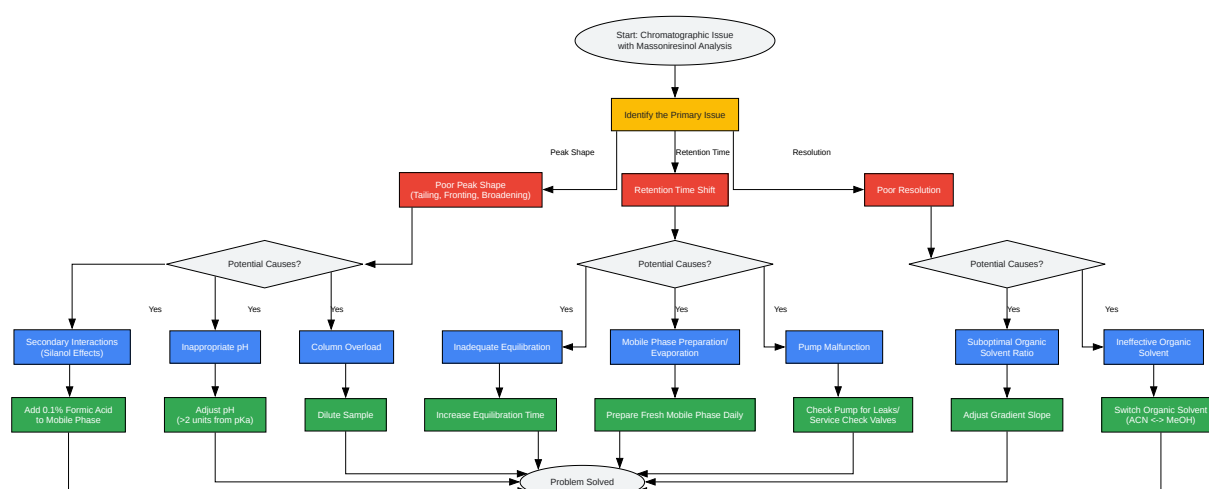 Start: Chromatographic Issue
with Massoniresinol Analysis
Identify the Primary Issue
Peak Shape
Retention Time
Resolution
Poor Peak Shape
(Tailing, Fronting, Broadening)
Retention Time Shift
Poor Resolution
Potential Causes?
Potential Causes?
Potential Causes?
Yes
Yes
Yes
Yes
Yes
Yes
Yes
Yes
Secondary Interactions
(Silanol Effects)
Inappropriate pH
Column Overload
Inadequate Equilibration
Mobile Phase Preparation/
Evaporation
Pump Malfunction
Suboptimal Organic
Solvent Ratio
Ineffective Organic
Solvent
Add 0.1% Formic Acid
to Mobile Phase
Adjust pH
(>2 units from pKa)
Dilute Sample
Increase Equilibration Time
Prepare Fresh Mobile Phase Daily
Check Pump for Leaks/
Service Check Valves
Adjust Gradient Slope
Switch Organic Solvent
(ACN <-> MeOH)
Problem Solved